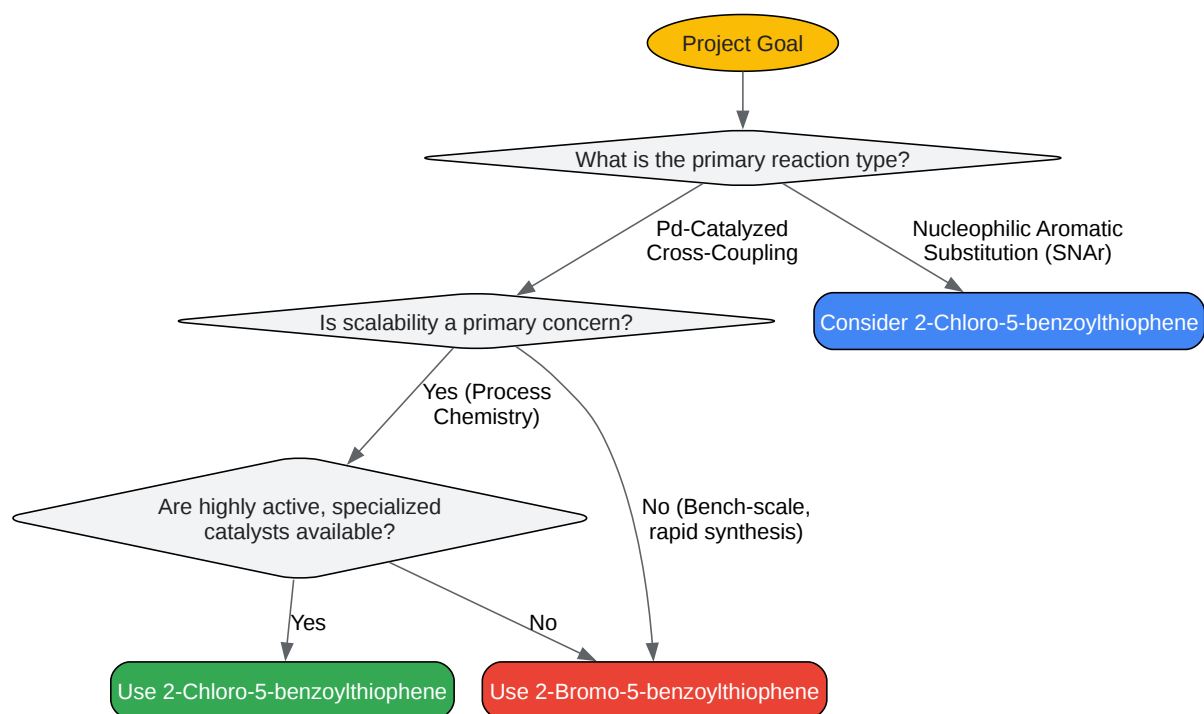 Project Goal
What is the primary reaction type?
Pd-Catalyzed
Cross-Coupling
Nucleophilic Aromatic
Substitution (SNAr)
Is scalability a primary concern?
Consider 2-Chloro-5-benzoylthiophene
Yes (Process
Chemistry)
Are highly active, specialized
catalysts available?
No (Bench-scale,
rapid synthesis)
Yes
No
Use 2-Chloro-5-benzoylthiophene
Use 2-Bromo-5-benzoylthiophene